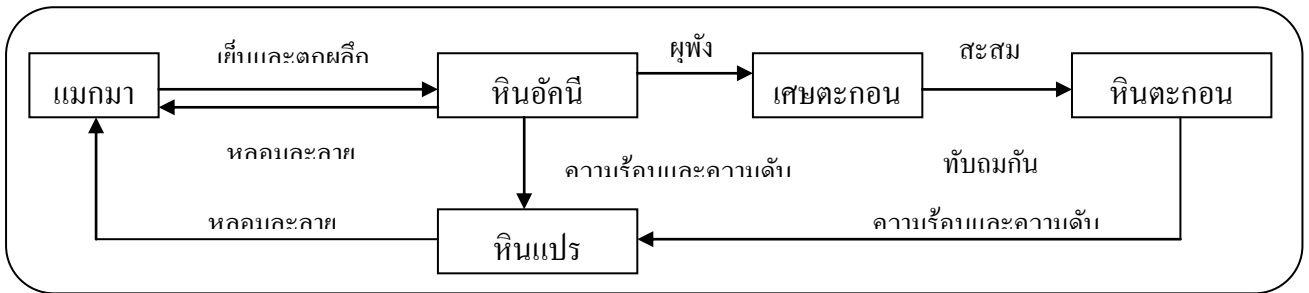 เย็นและตกผลึก
ผุพัง
สะสม
แมกมา
หินอัคนี
เศษตะกอน
หินตะกอน
หลอมละลาย
ความร้อนและความดัน
ทับถมกัน
หลอมละลาย
ความร้อนและความดัน
หินแปร